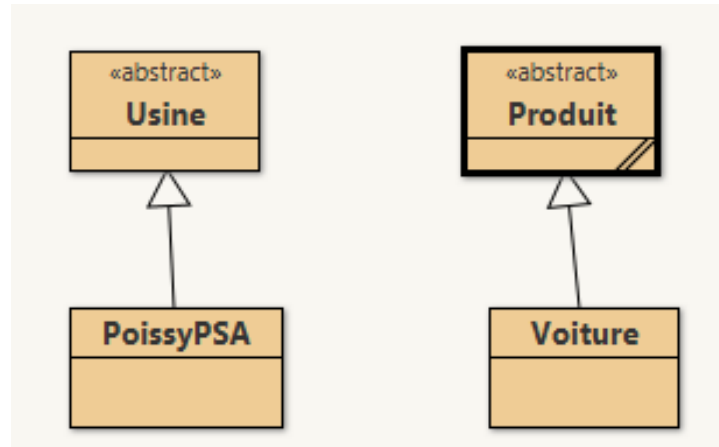 «abstract»
Usine
«abstract»
Produit
PoissyPSA
Voiture